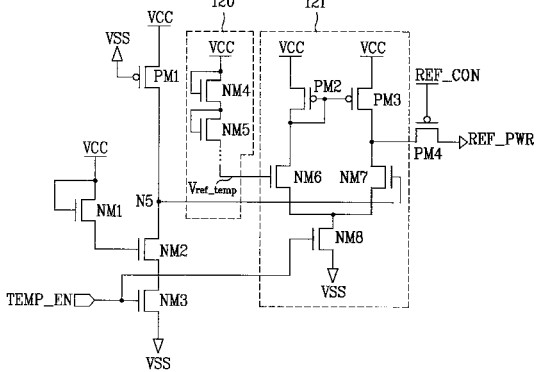 120 121
VCC VCC
VSS VCC VCC REF_CON
PM1 NM4 PM2 PM3
NM5 REF_PWR
VCC PM4
Vref_temp NM6 NM7
NM1 N5
NM2 NM8
TEMP_EN NM3 VSS
VSS